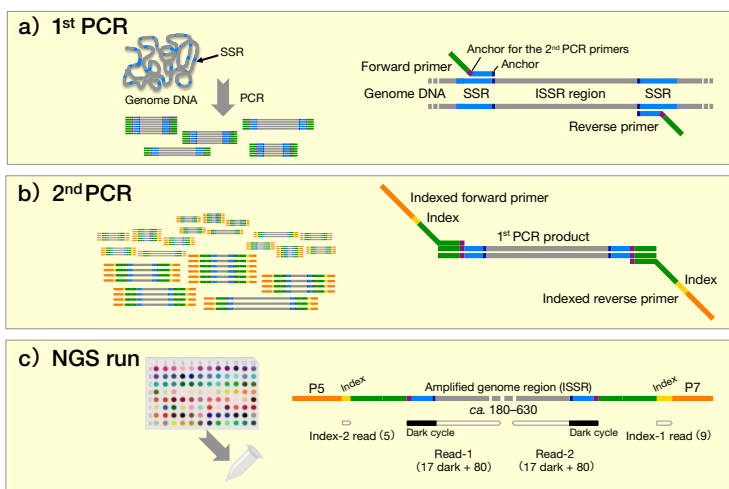 a) 1st PCR
SSR
Genome DNA
PCR
Forward primer
Anchor for the 2nd PCR primers
Anchor
Genome DNA
SSR
ISSR region
SSR
Reverse primer
b) 2nd PCR
Indexed forward primer
Index
1st PCR product
Index
Indexed reverse primer
c) NGS run
P5
Index
Amplified genome region (ISSR)
Index
P7
ca. 180–630
Index-2 read (5)
Dark cycle
Dark cycle
Index-1 read (9)
Read-1
(17 dark + 80)
Read-2
(17 dark + 80)